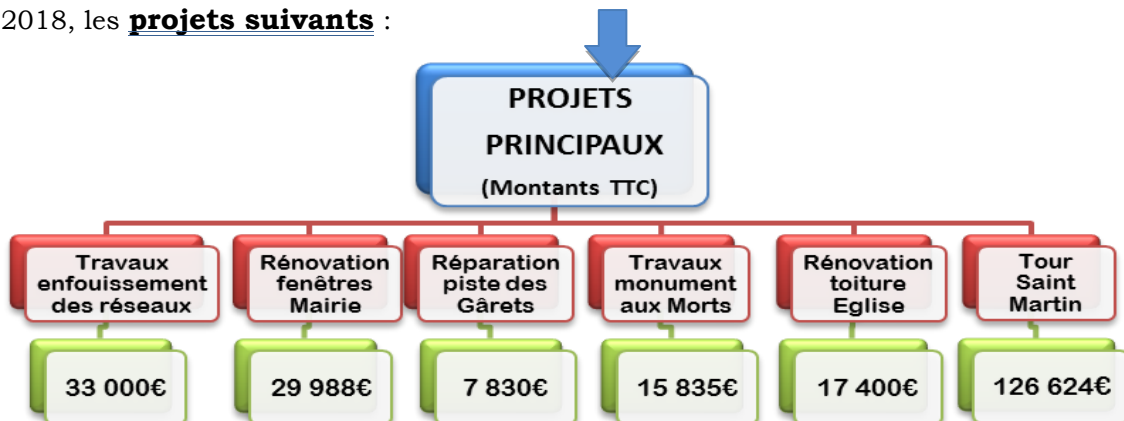 2018, les projets suivants :
PROJETS
PRINCIPAUX
(Montants TTC)
Travaux
enfouissement
des réseaux
Rénovation
fenêtres
Mairie
Réparation
piste des
Gârets
Travaux
monument
aux Morts
Rénovation
toiture
Eglise
Tour
Saint
Martin
33 000€
29 988€
7 830€
15 835€
17 400€
126 624€